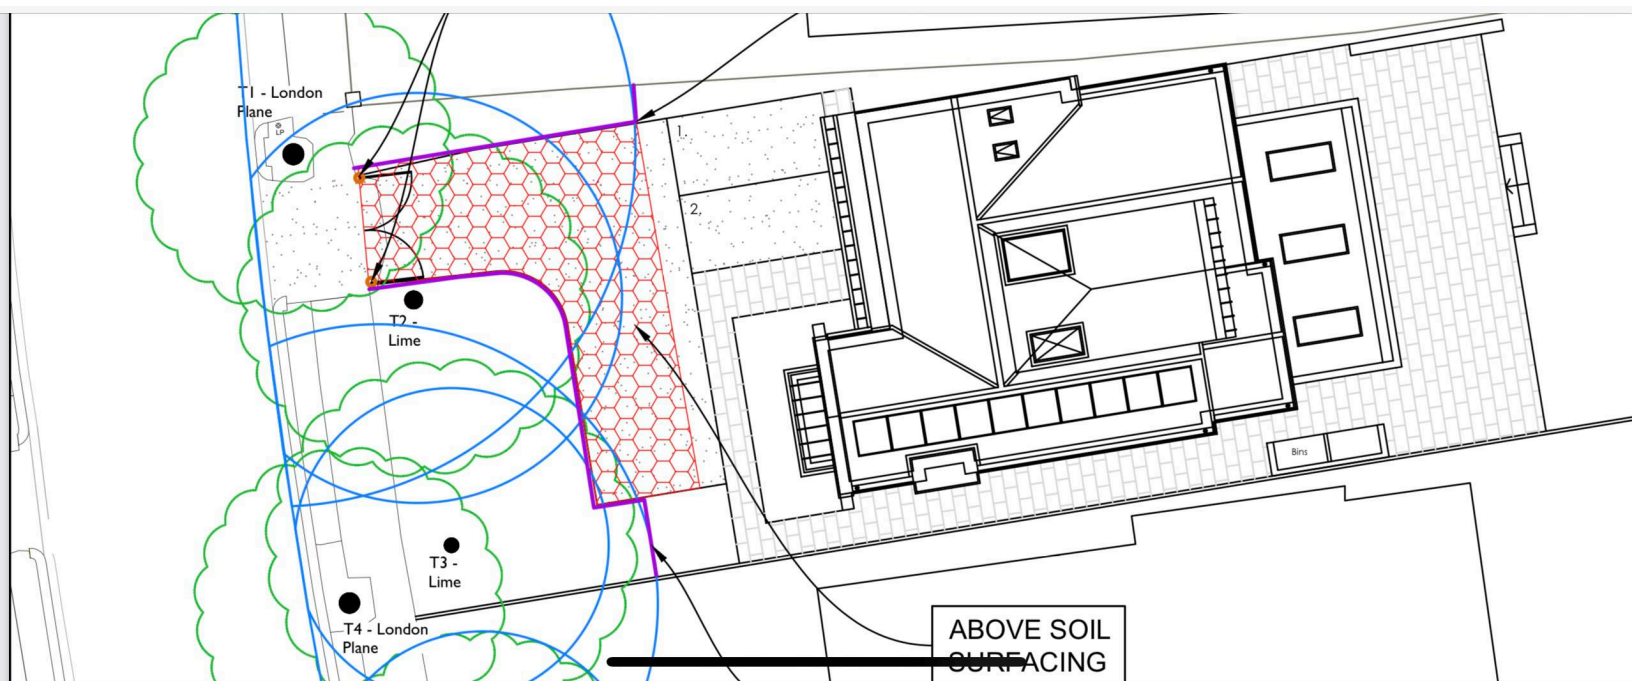 T1 - London
Plane
LP
1,
2,
T2 -
Lime
Bins
T3 -
Lime
T4 - London
Plane
ABOVE SOIL
SURFACING